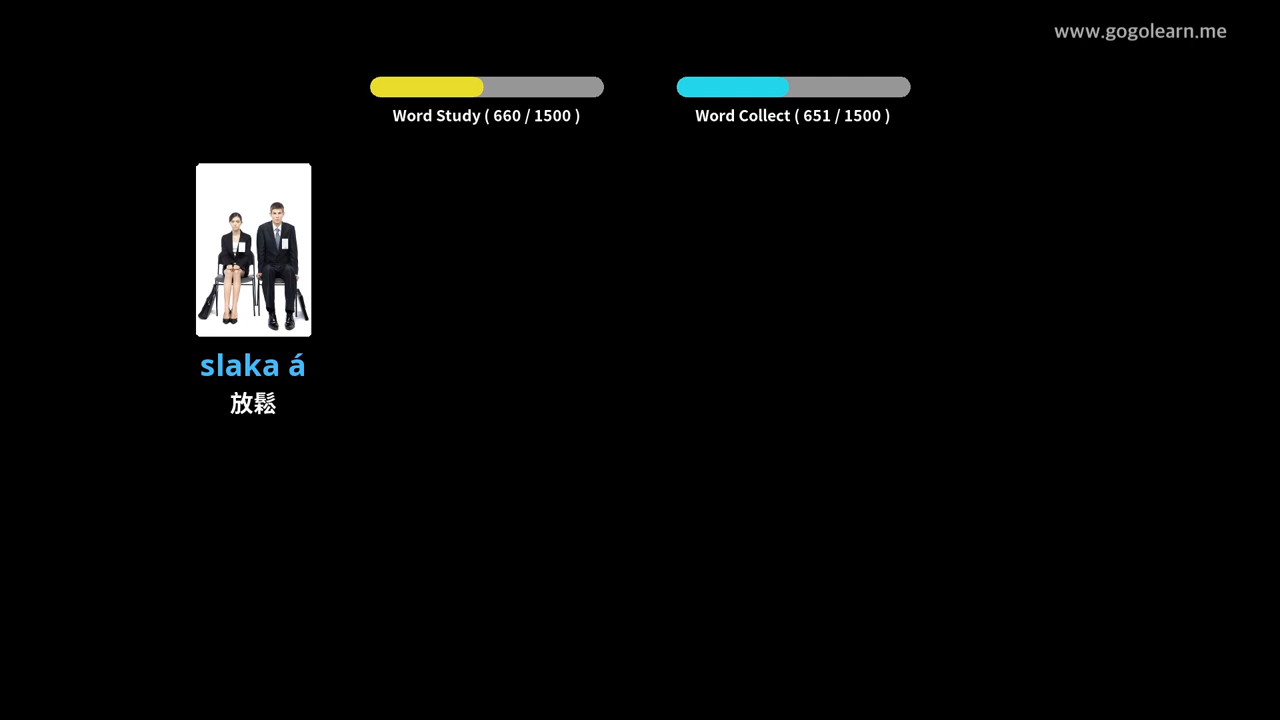 www.gogolearn.me
Word Study ( 660 / 1500 )
Word Collect ( 651 / 1500 )
slaka á
放鬆